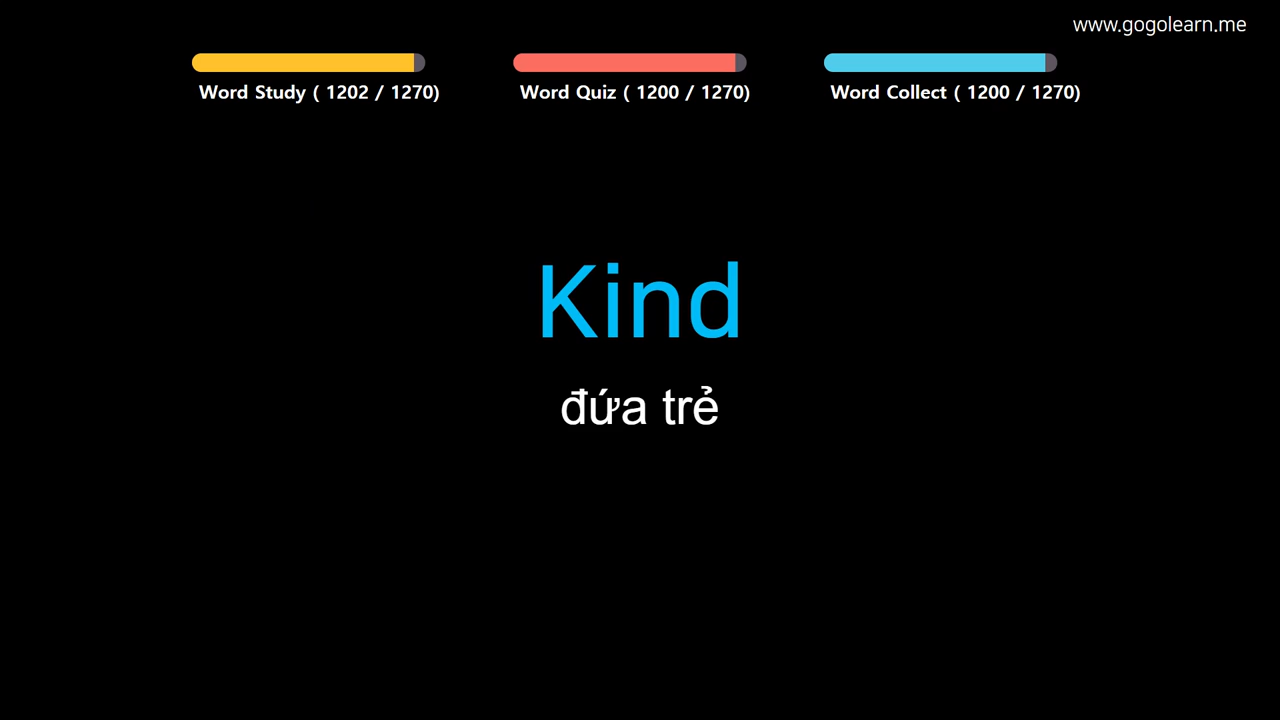 www.gogolearn.me
Word Study ( 1202 / 1270)
Word Quiz ( 1200 / 1270)
Word Collect ( 1200 / 1270)
Kind
đứa trẻ